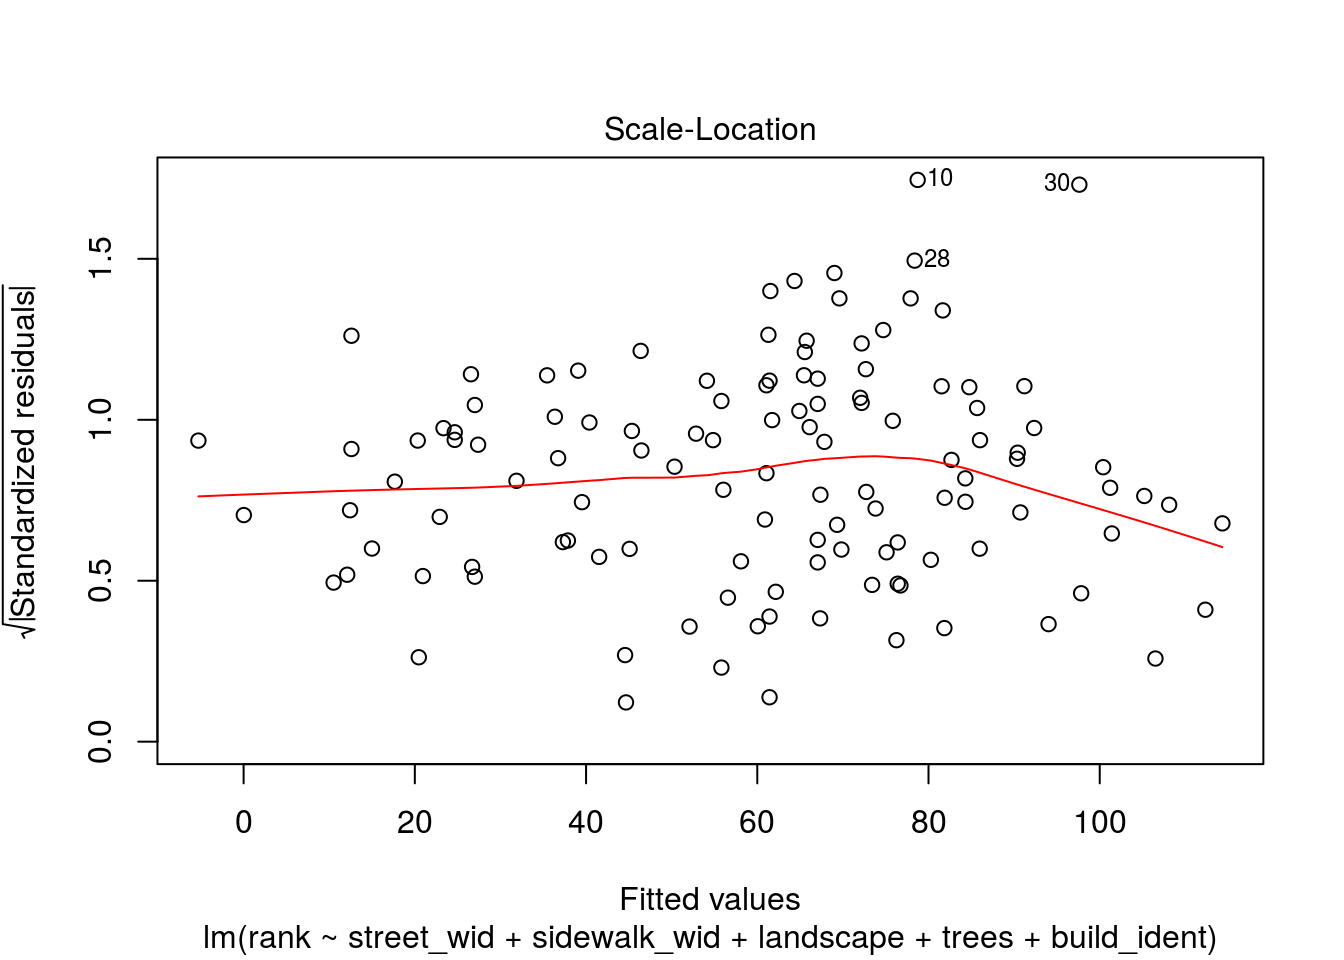 Scale-Location
10
30
28
√|Standardized residuals|
0.0
0.5
1.0
1.5
0 20 40 60 80 100
Fitted values
lm(rank ~ street_wid + sidewalk_wid + landscape + trees + build_ident)